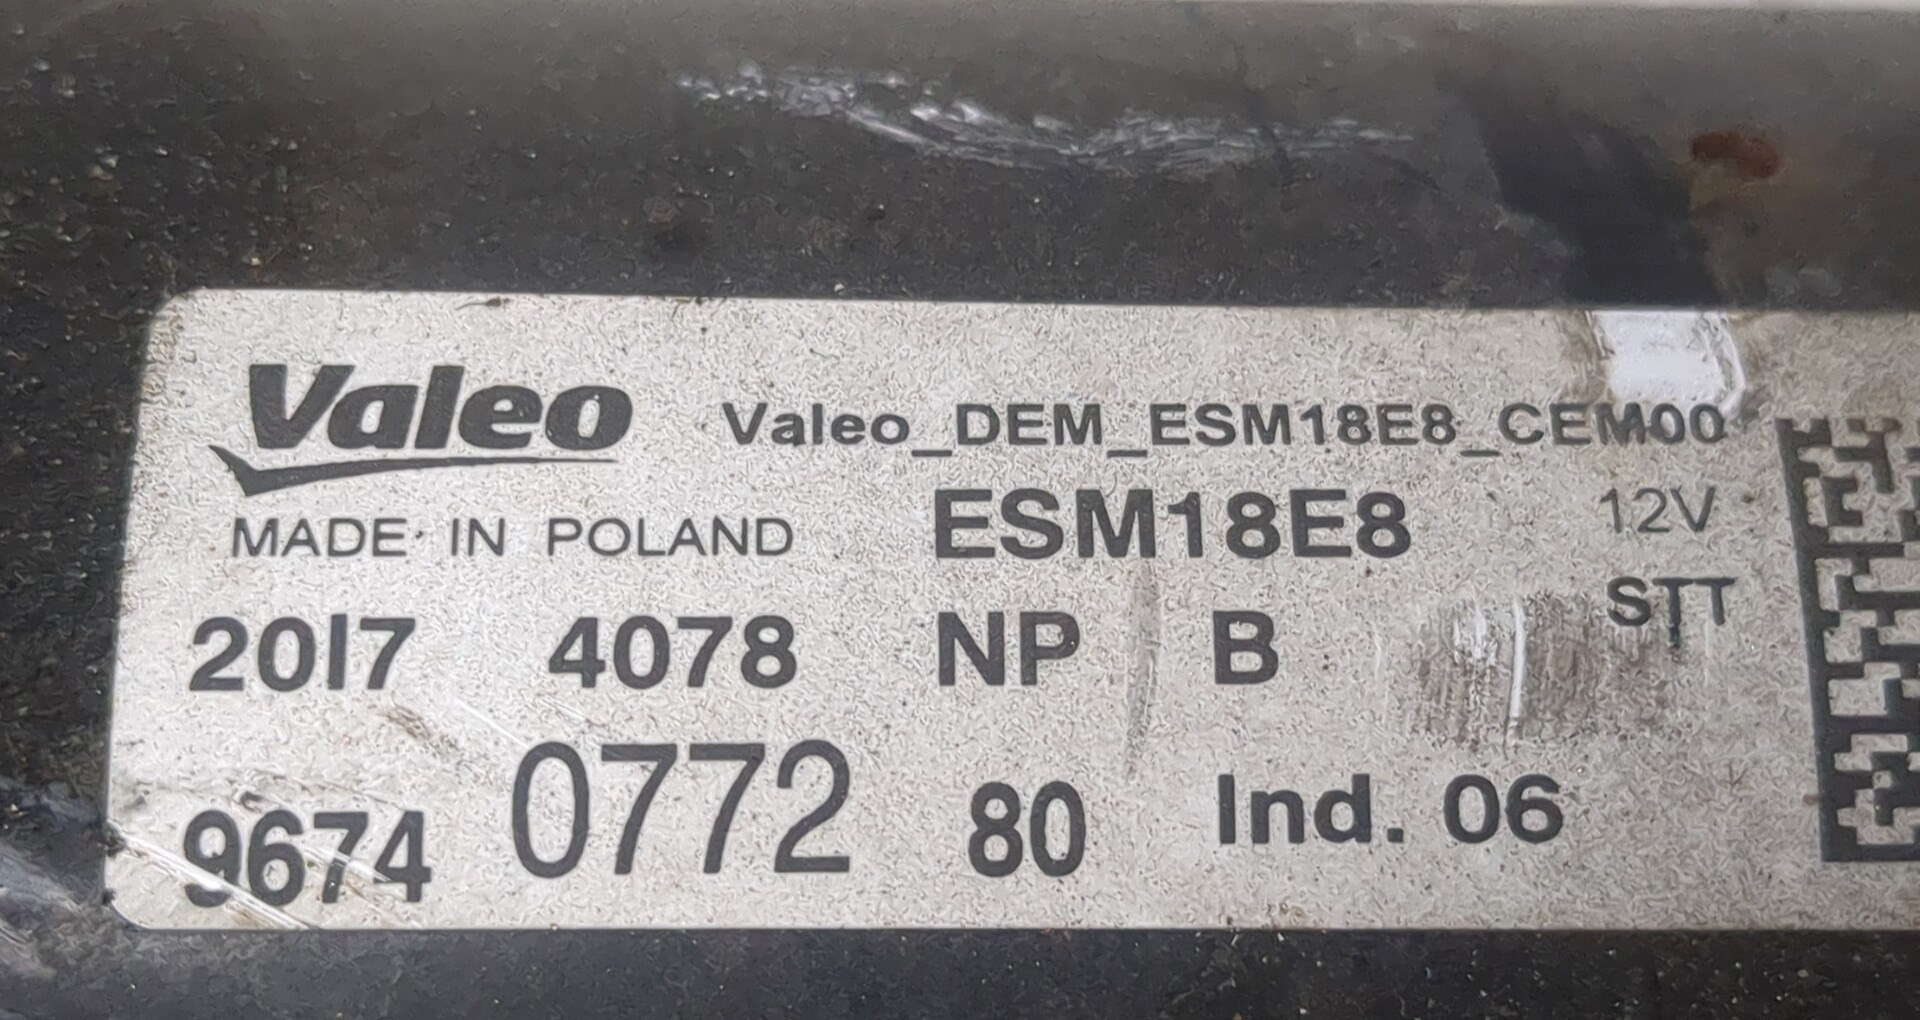 Valeo Valeo_DEM_ESM18E8_CEM00
MADE IN POLAND ESM18E8 12V
STT
2017 4078 NP B
9674 0772 80 Ind. 06